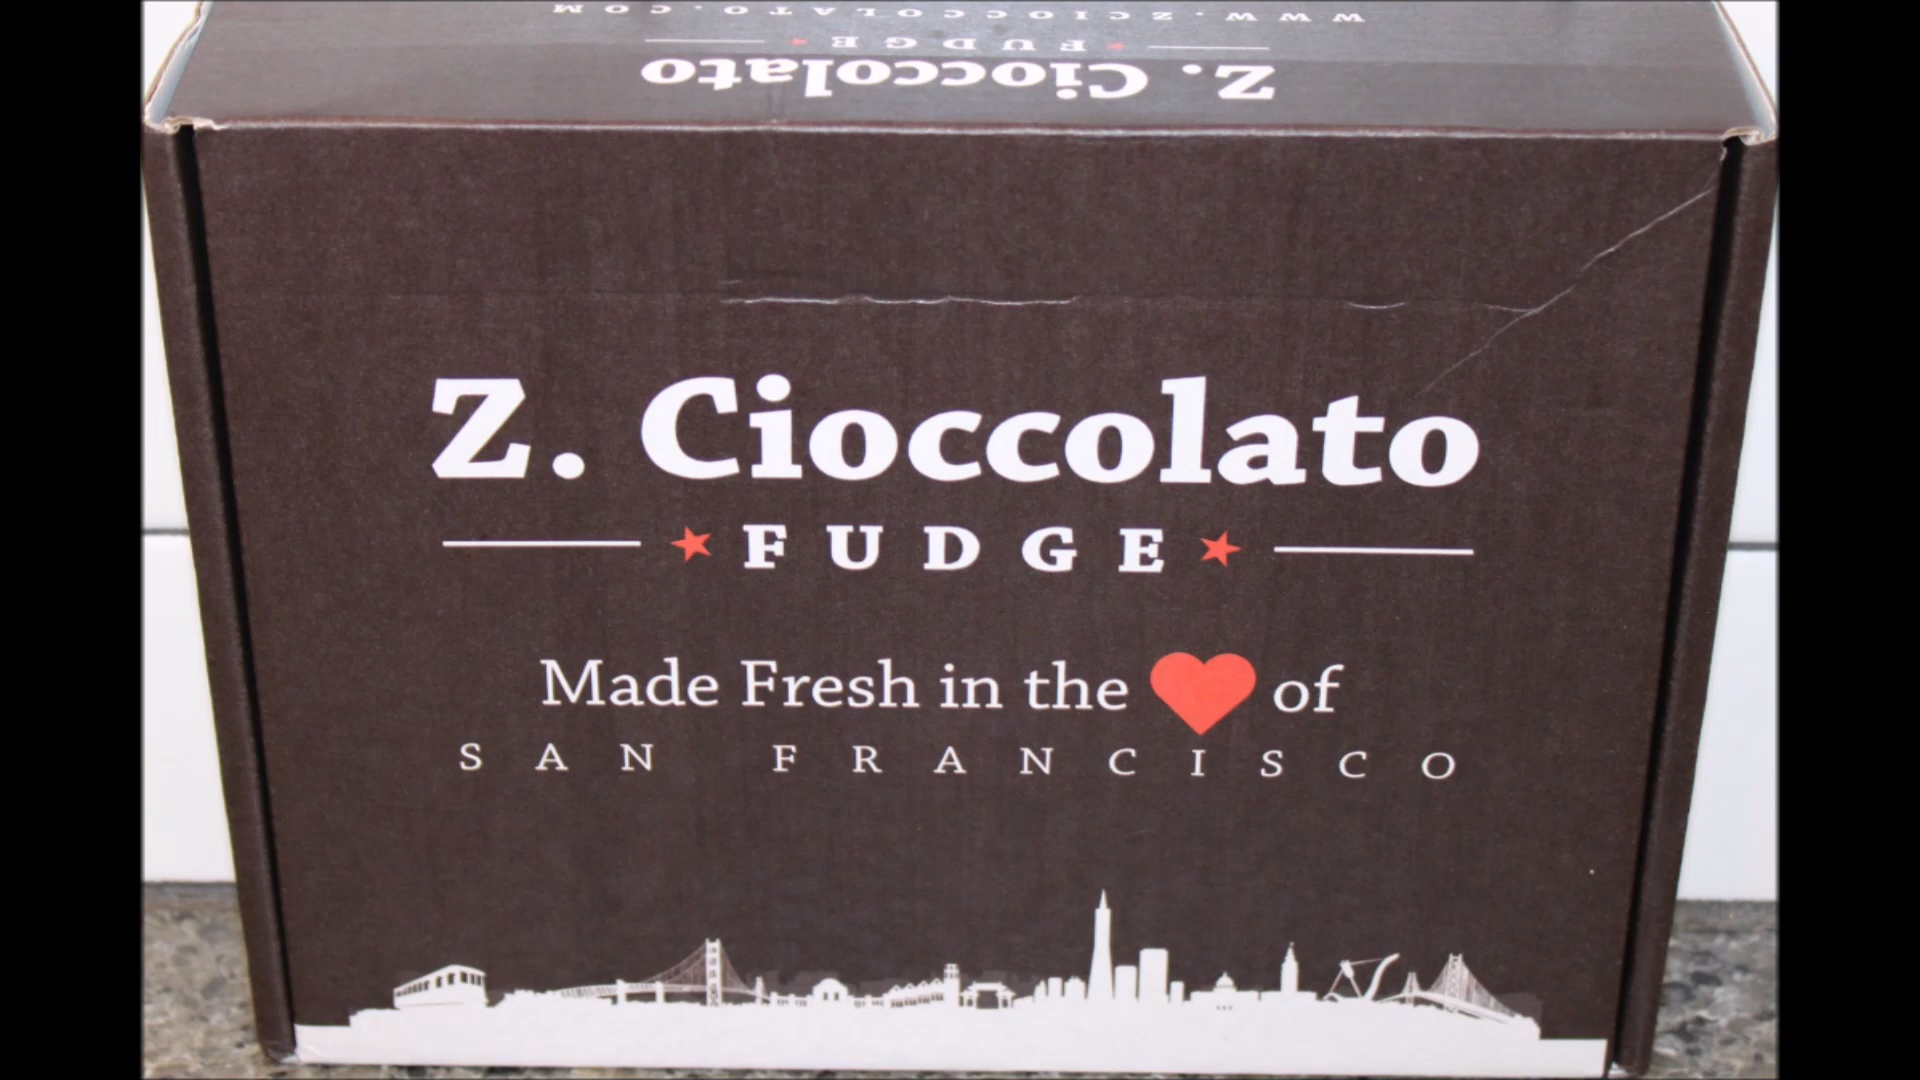 WWW.ZCIOCCOLATO.COM
FUDGE
Z. Cioccolato
Z. Cioccolato
FUDGE
Made Fresh in the of
SAN FRANCISCO